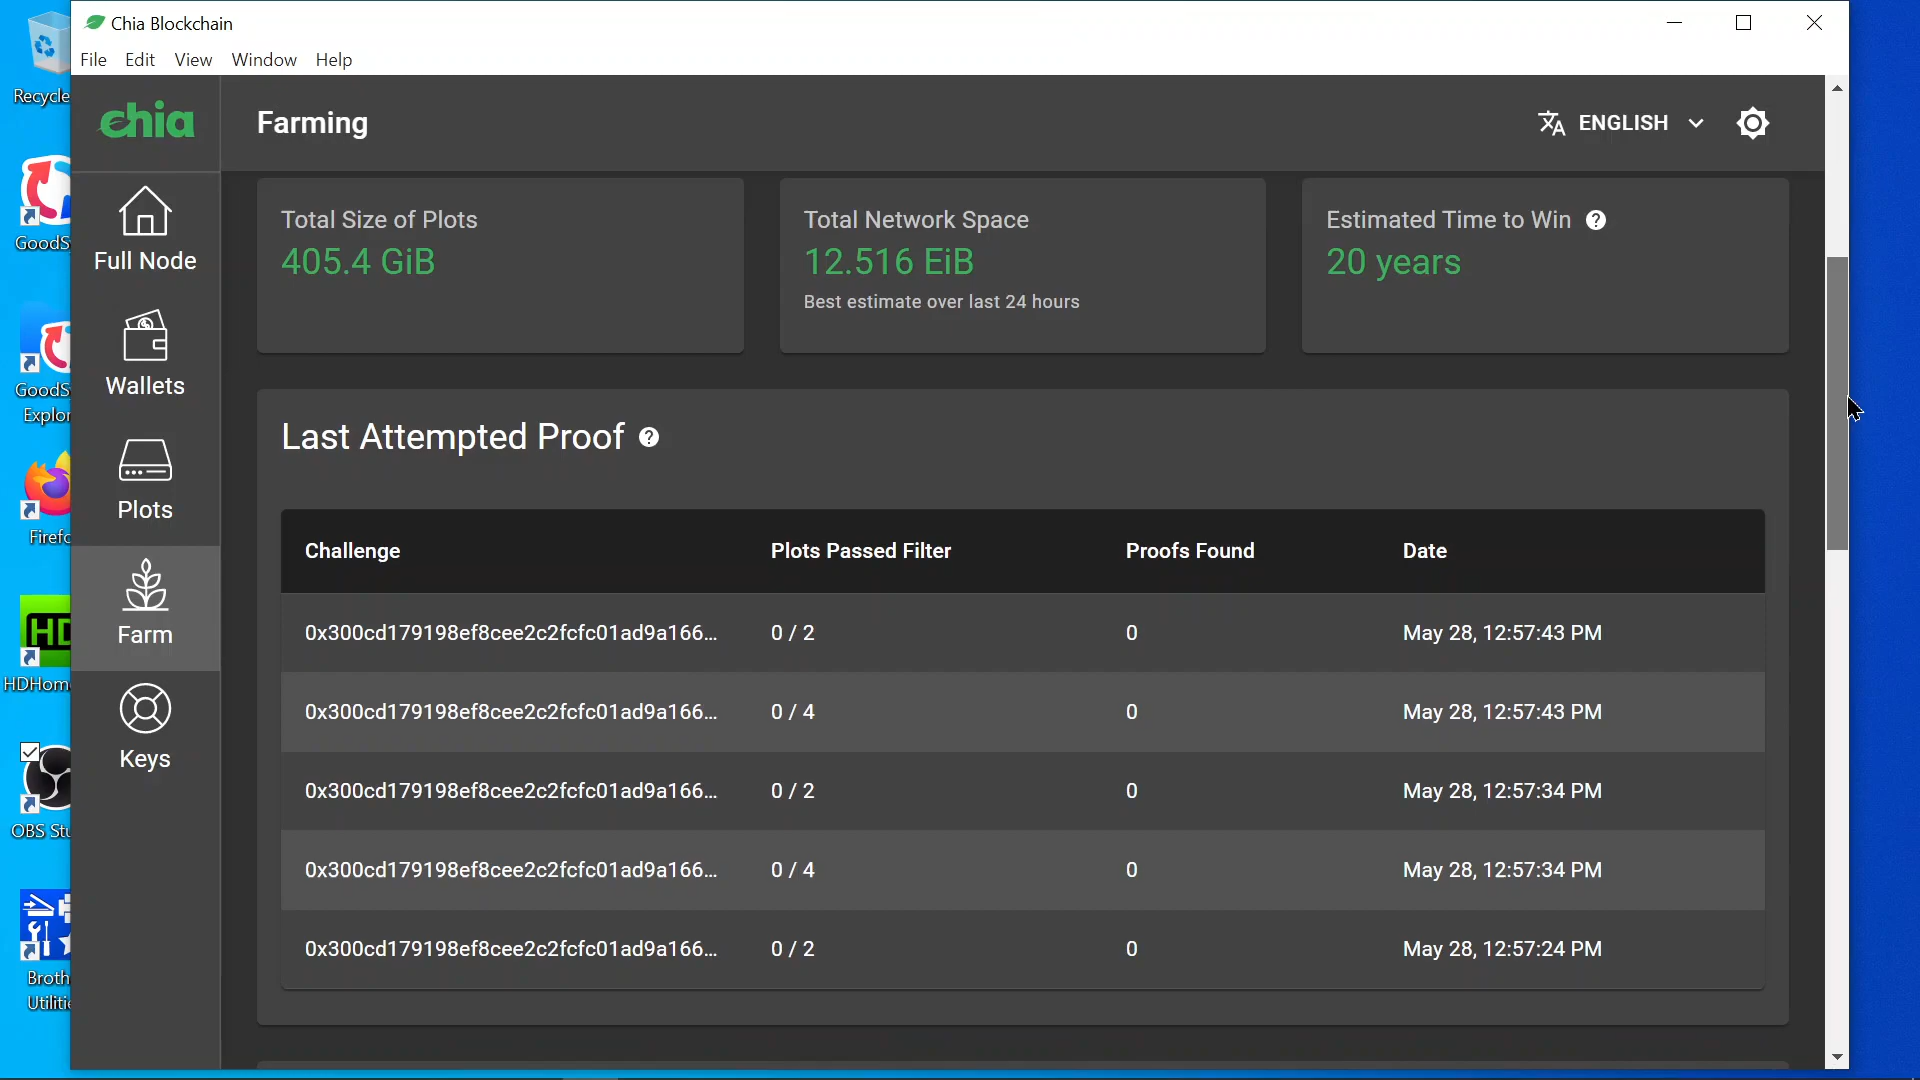 Chia Blockchain
File Edit View Window Help
chia
Farming
ENGLISH
Full Node
Wallets
Plots
Farm
Keys
Total Size of Plots
405.4 GiB
Total Network Space
12.516 EiB
Best estimate over last 24 hours
Estimated Time to Win ?
20 years
Last Attempted Proof ?
Challenge Plots Passed Filter Proofs Found Date
0x300cd179198ef8cee2c2fcfc01ad9a166... 0 / 2 0 May 28, 12:57:43 PM
0x300cd179198ef8cee2c2fcfc01ad9a166... 0 / 4 0 May 28, 12:57:43 PM
0x300cd179198ef8cee2c2fcfc01ad9a166... 0 / 2 0 May 28, 12:57:34 PM
0x300cd179198ef8cee2c2fcfc01ad9a166... 0 / 4 0 May 28, 12:57:34 PM
0x300cd179198ef8cee2c2fcfc01ad9a166... 0 / 2 0 May 28, 12:57:24 PM
Recycle
GoodS
GoodS
Explor
Firefo
HD
HDHom
OBS Stu
Broth
Utilitie